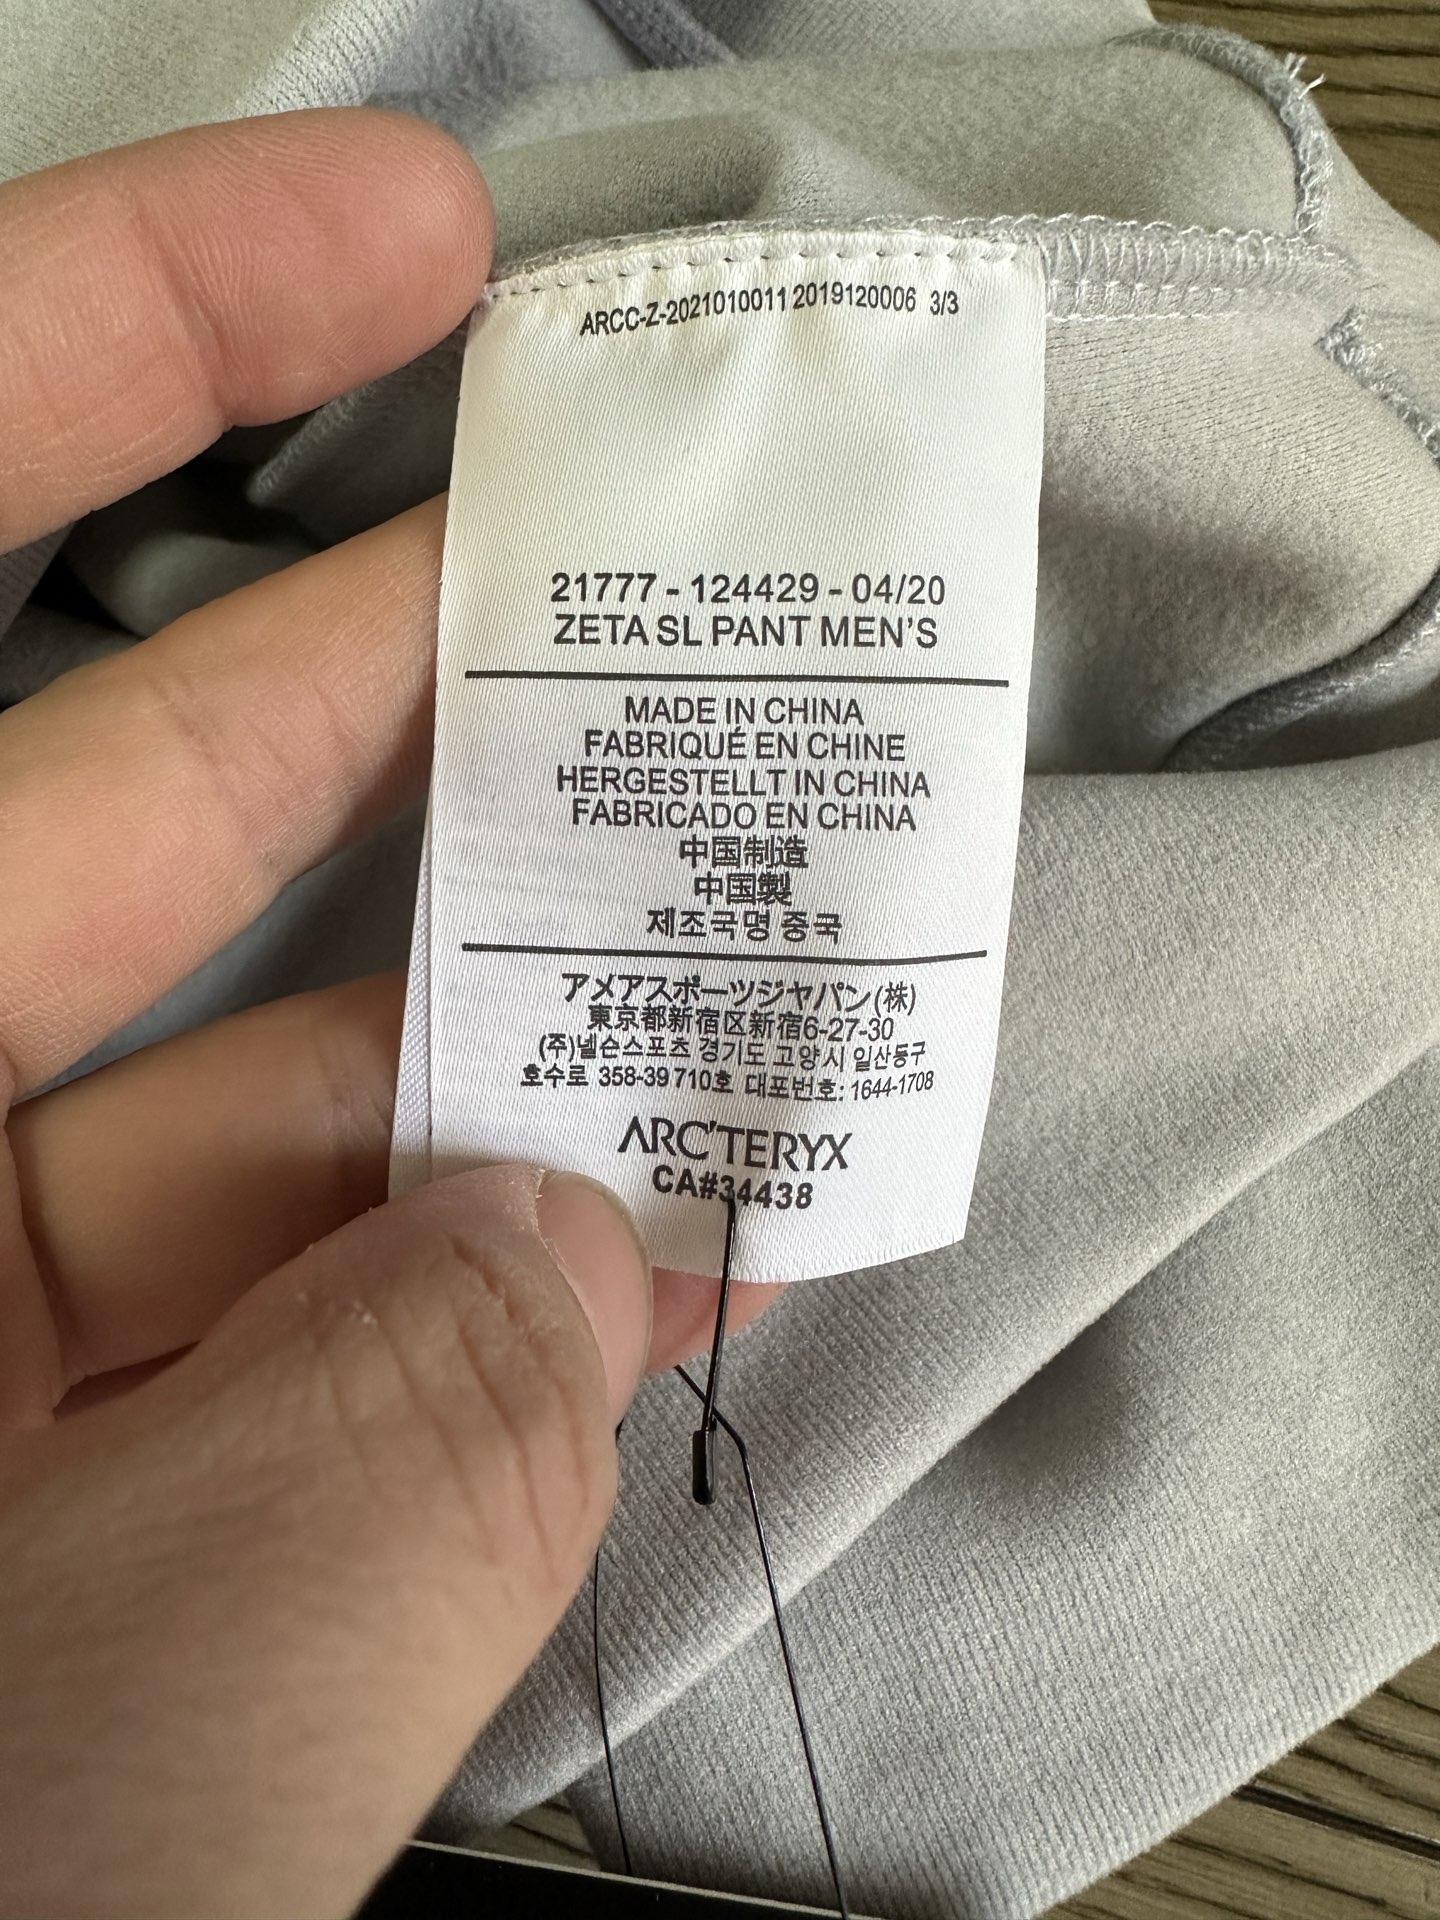 ARCC-Z-2021010011 2019120006 3/3
21777 - 124429 - 04/20
ZETA SL PANT MEN'S
MADE IN CHINA
FABRIQUÉ EN CHINE
HERGESTELLT IN CHINA
FABRICADO EN CHINA
中国制造
中国製
제조국명 중국
アメアスポーツジヤパン(株)
東京都新宿区新宿6-27-30
(주)넬슨스포츠 경기도 고양시 일산동구
호수로 358-39 710호 대포번호: 1644-1708
ARC'TERYX
CA#34438